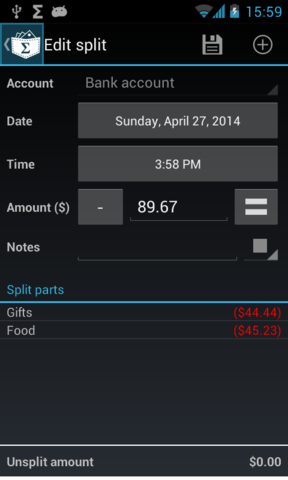 15:59
Edit split
Account Bank account
Date Sunday, April 27, 2014
Time 3:58 PM
Amount ($) - 89.67
Notes
Split parts
Gifts ($44.44)
Food ($45.23)
Unsplit amount $0.00